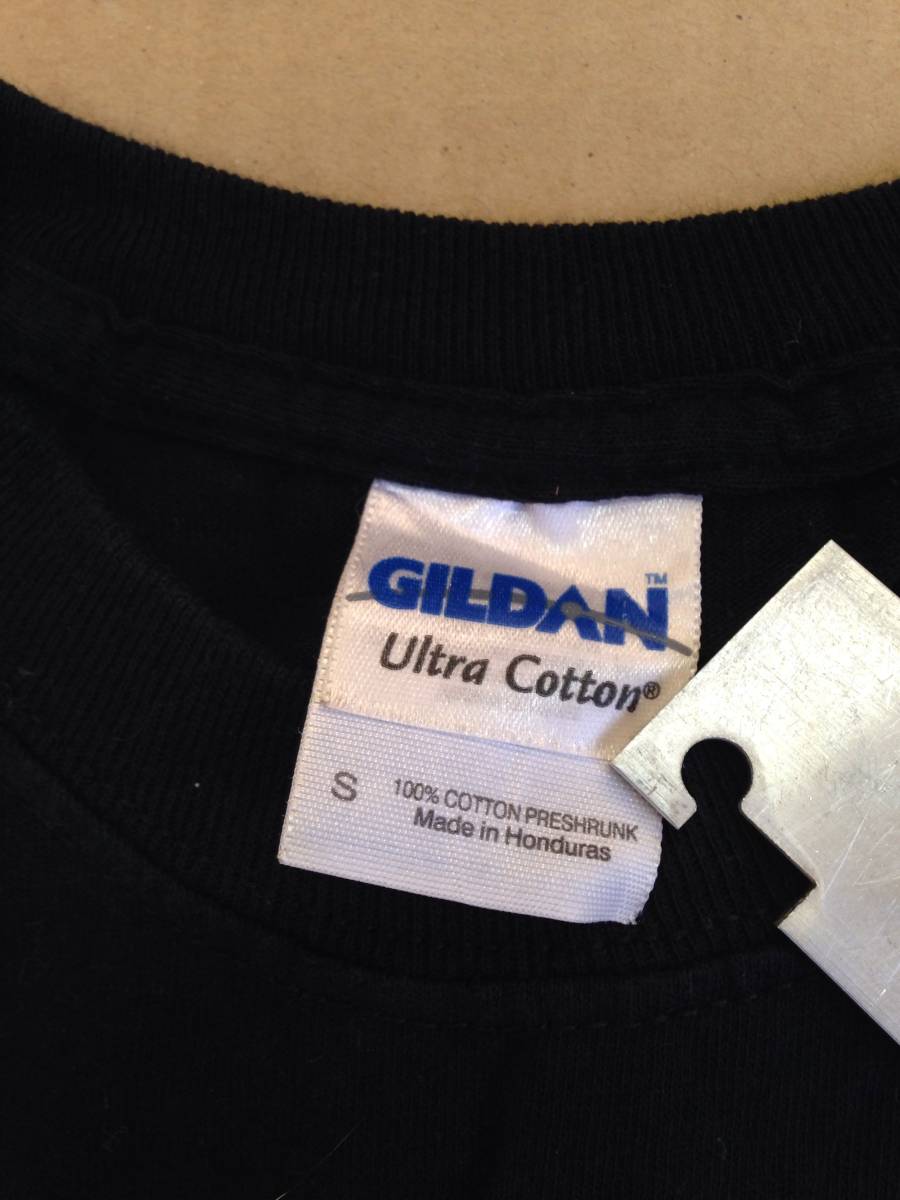 GILDAN™
Ultra Cotton®
S 100% COTTON PRESHRUNK
Made in Honduras